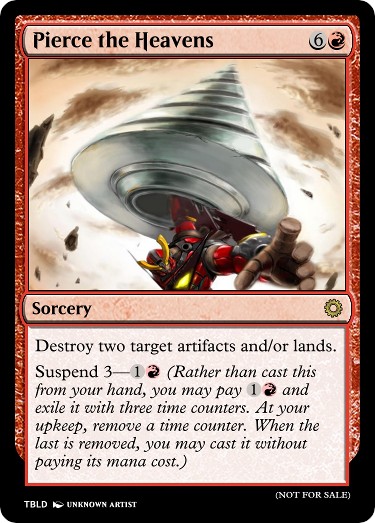 Pierce the Heavens 6
Sorcery
Destroy two target artifacts and/or lands.
Suspend 3—1 (Rather than cast this
from your hand, you may pay 1 and
exile it with three time counters. At your
upkeep, remove a time counter. When the
last is removed, you may cast it without
paying its mana cost.)
(NOT FOR SALE)
TBLD UNKNOWN ARTIST